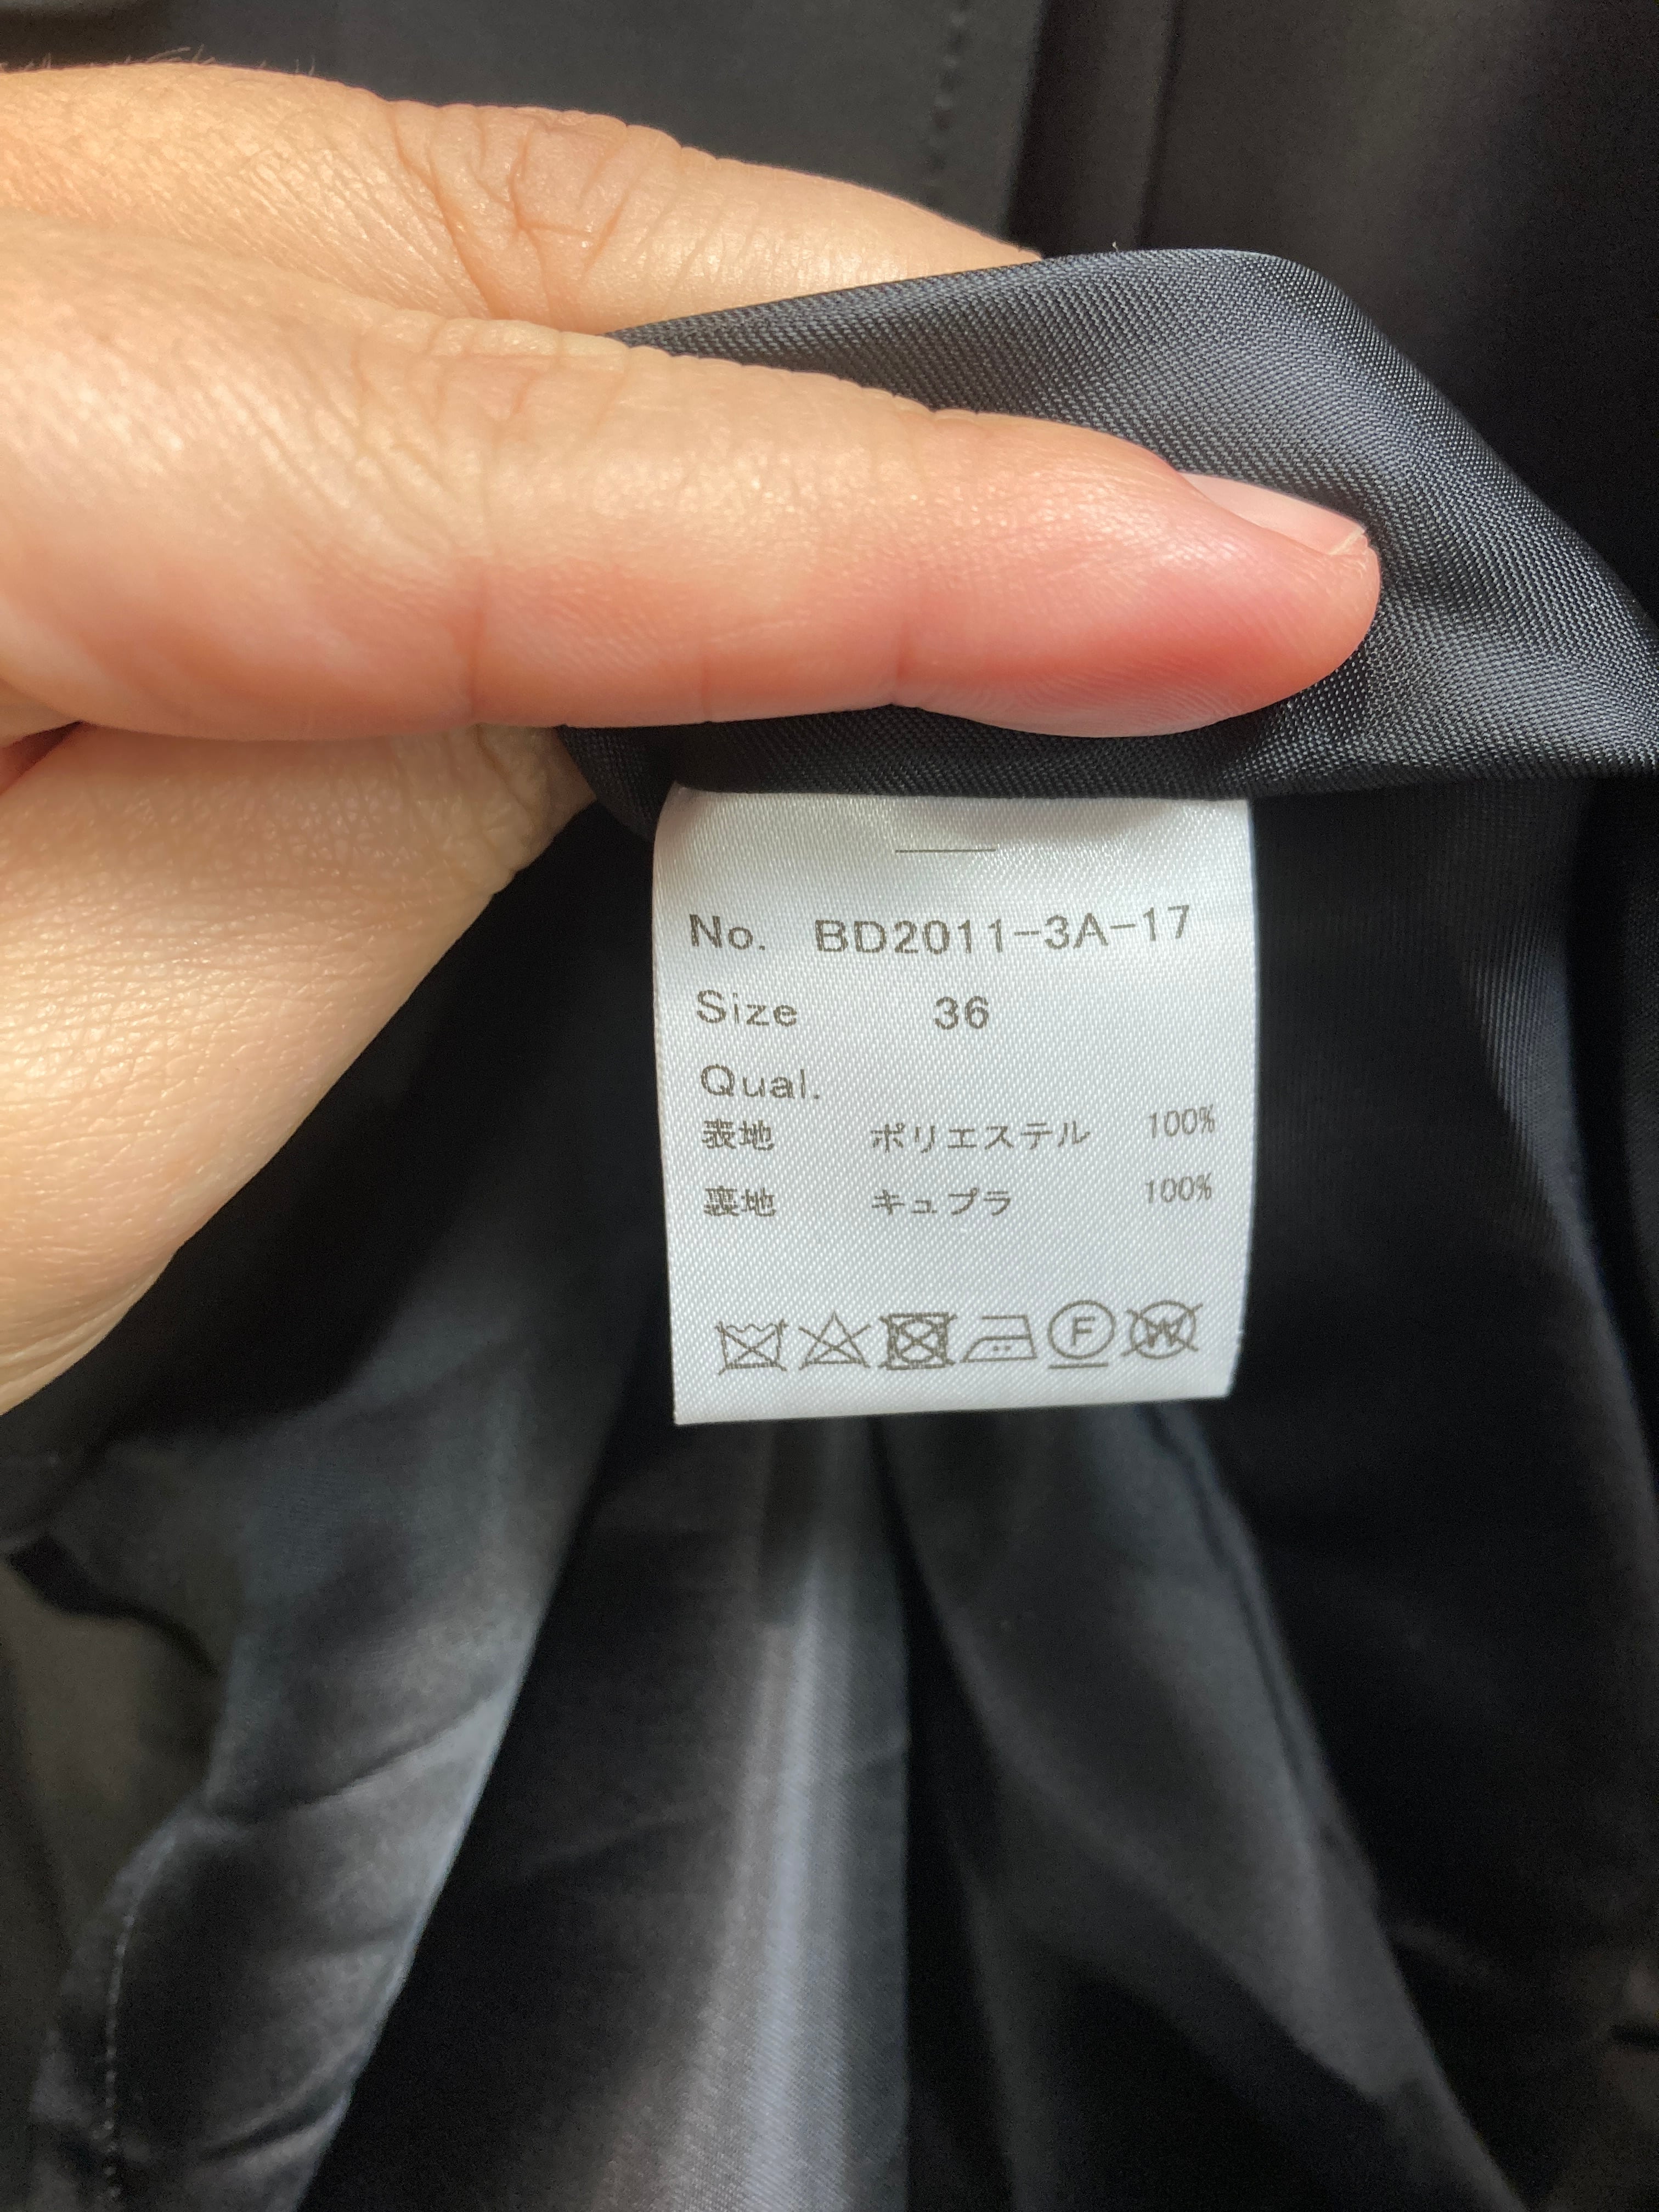 No. BD2011-3A-17
Size 36
Qual.
表地 ポリエステル 100%
裏地 キュプラ 100%
F W